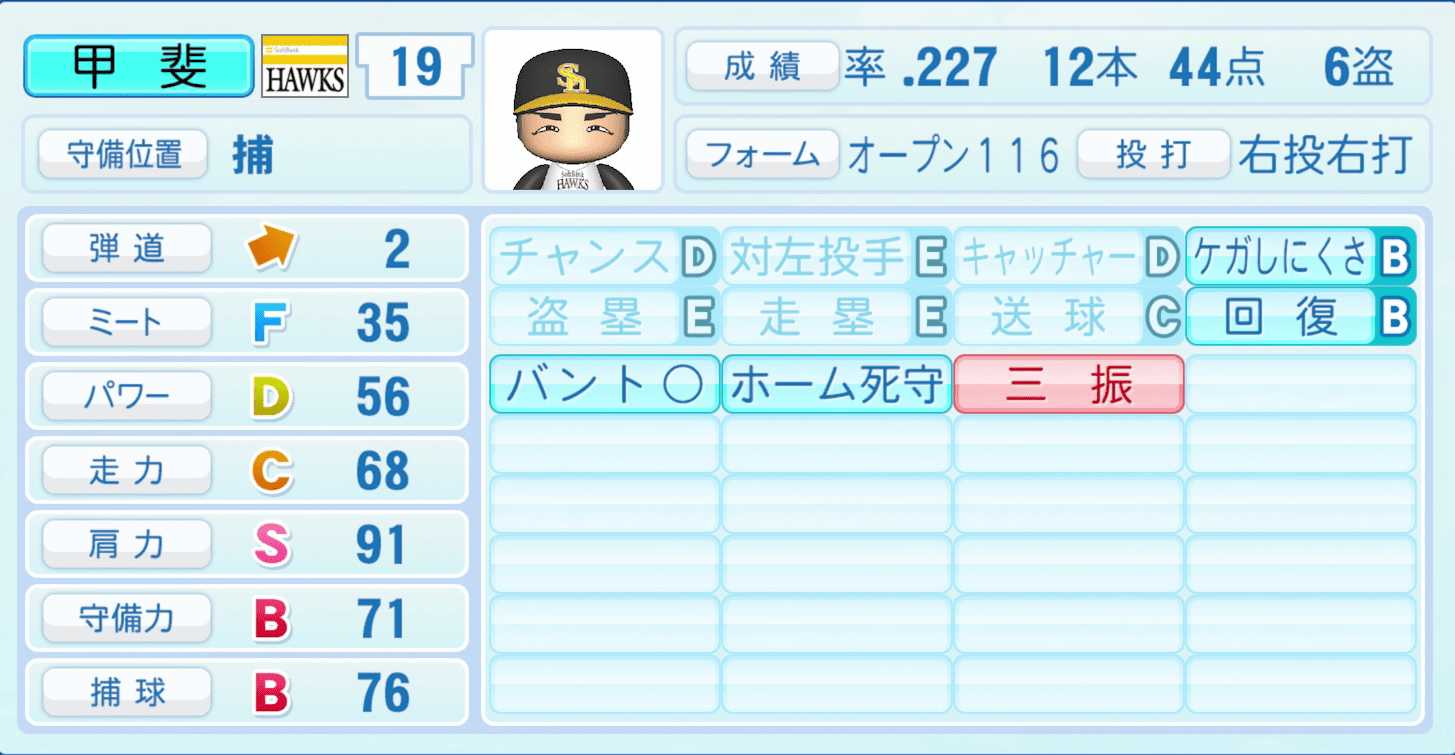 甲斐 SoftBank HAWKS 19
成績 率 .227 12本 44点 6盗
守備位置 捕
フォーム オープン116 投打 右投右打
SH
SoftBank HAWKS
弾道 2
ミート F 35
パワー D 56
走力 C 68
肩力 S 91
守備力 B 71
捕球 B 76
チャンス D 対左投手 E キャッチャー D ケガしにくさ B
盗塁 E 走塁 E 送球 C 回復 B
バント○ ホーム死守 三振